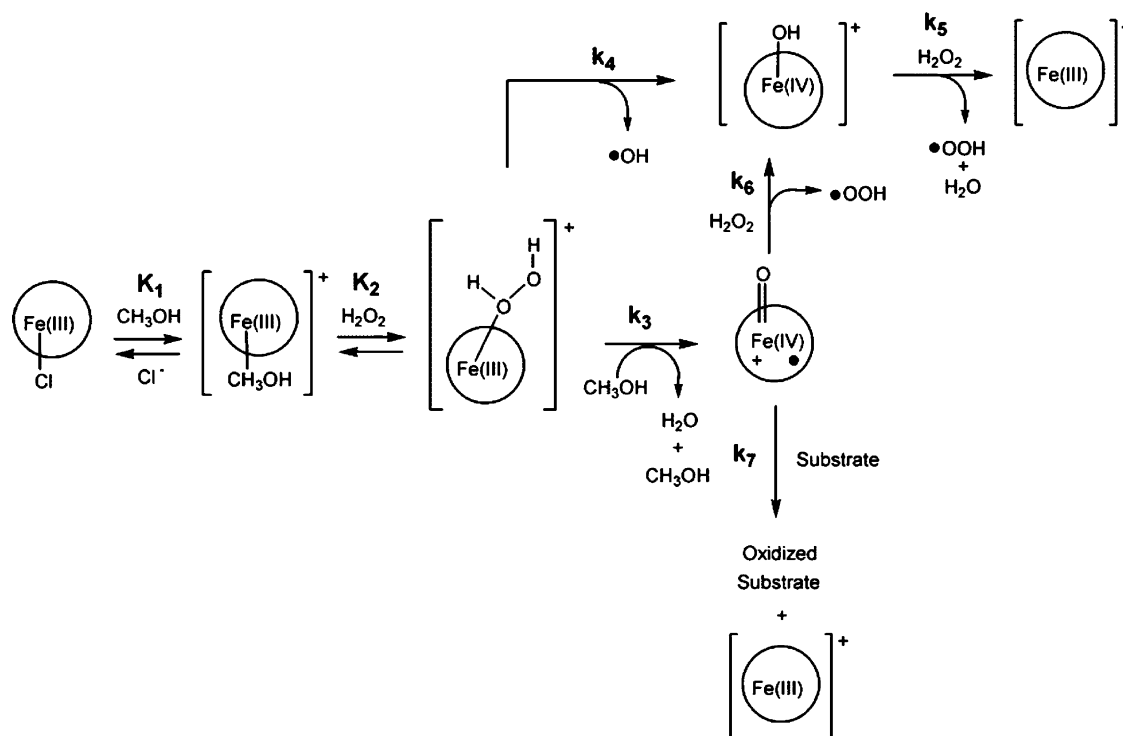 k₄
●OH
OH
Fe(IV)
+
k₅
H₂O₂
●OOH
+
H₂O
Fe(III)
+
k₆
H₂O₂
●OOH
Fe(III)
Cl
K₁
CH₃OH
Cl⁻
Fe(III)
CH₃OH
+
K₂
H₂O₂
H
H
O
O
Fe(III)
+
k₃
CH₃OH
H₂O
+
CH₃OH
O
Fe(IV)
+ ●
k₇
Substrate
Oxidized
Substrate
+
Fe(III)
+